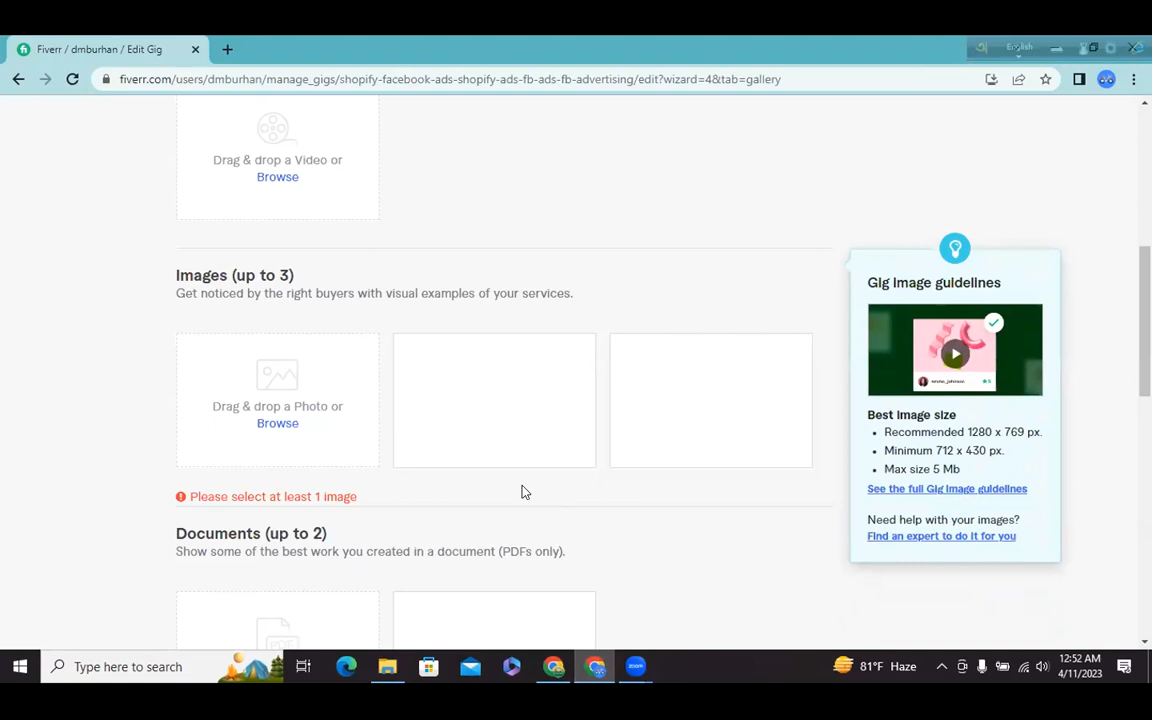 Fiverr / dmburhan / Edit Gig
English
fiverr.com/users/dmburhan/manage_gigs/shopify-facebook-ads-shopify-ads-fb-ads-fb-advertising/edit?wizard=4&tab=gallery
Drag & drop a Video or
Browse
Images (up to 3)
Get noticed by the right buyers with visual examples of your services.
Drag & drop a Photo or
Browse
Please select at least 1 image
Documents (up to 2)
Show some of the best work you created in a document (PDFs only).
PDF
Gig image guidelines
Best image size
Recommended 1280 x 769 px.
Minimum 712 x 430 px.
Max size 5 Mb
See the full Gig image guidelines
Need help with your images?
Find an expert to do it for you
Type here to search
zoom
81°F Haze
12:52 AM
4/11/2023